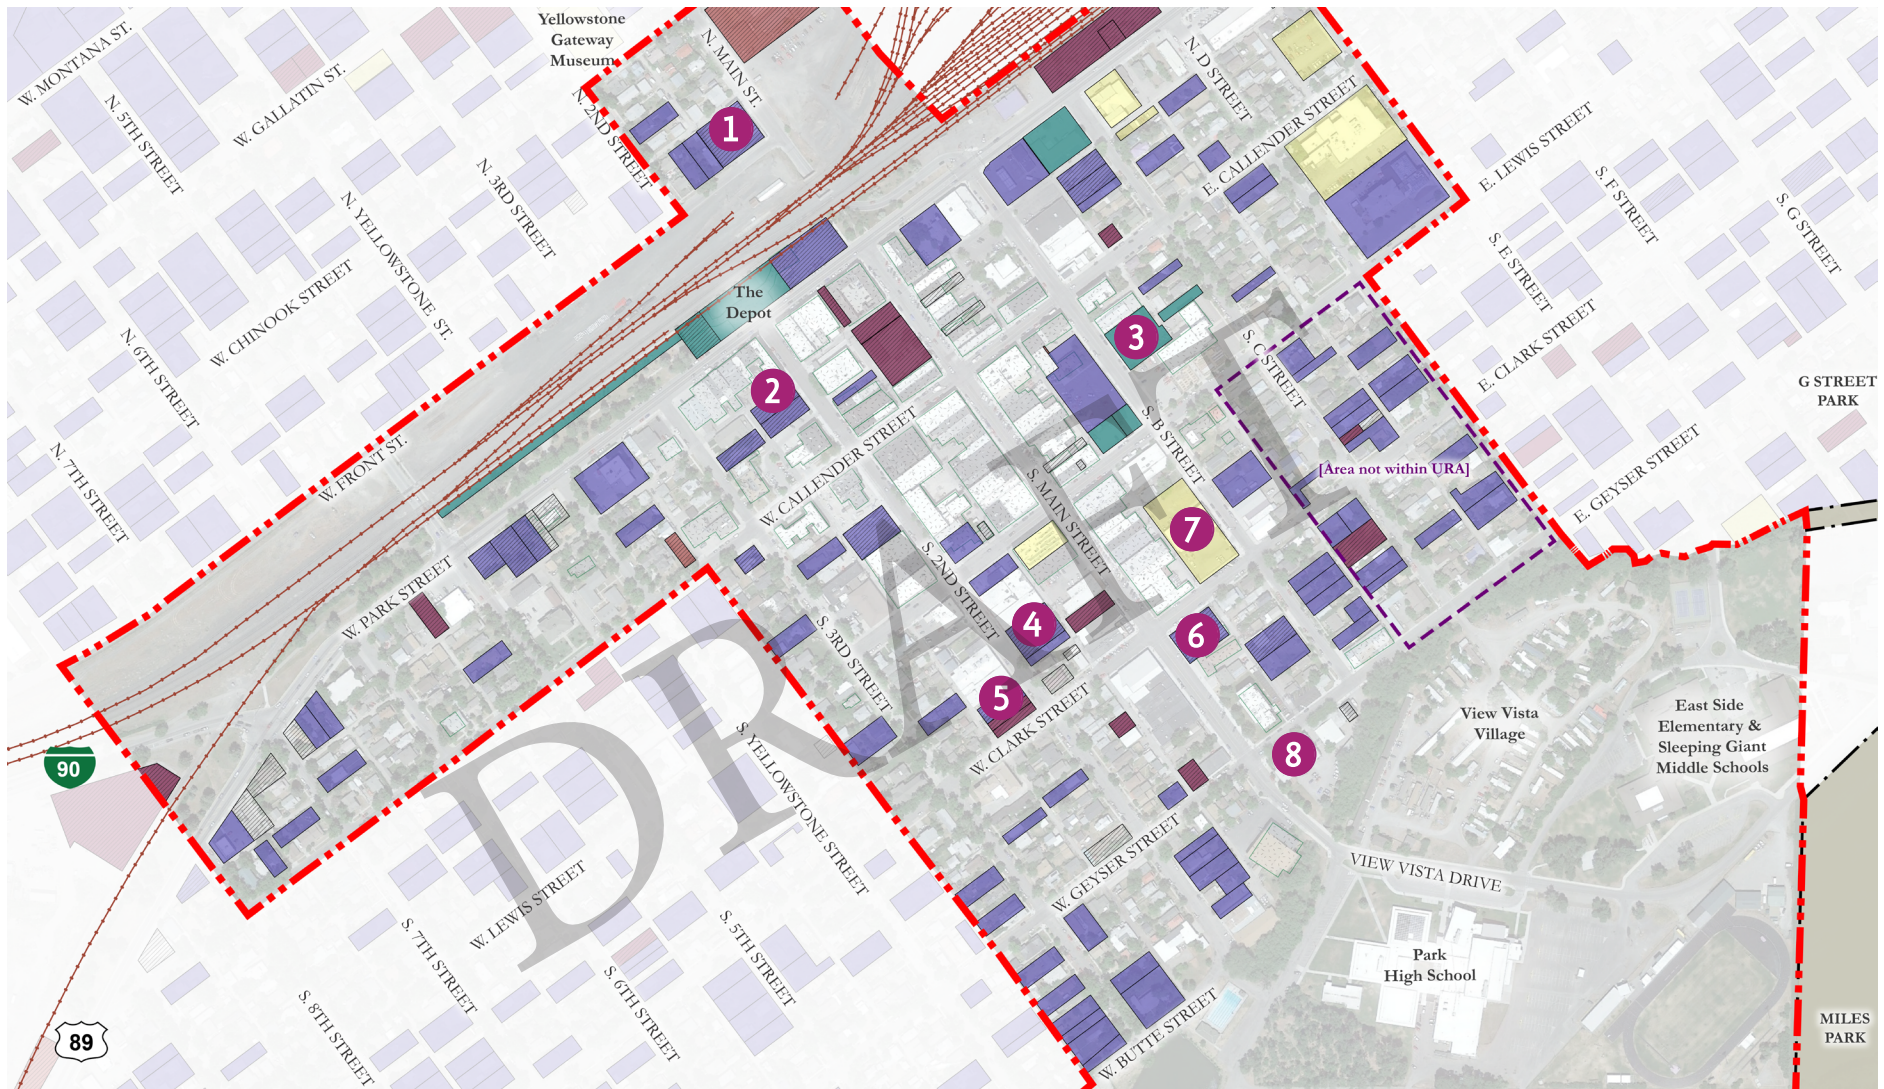 Yellowstone
Gateway
Museum
W. MONTANA ST.
N. 5TH STREET
W. GALLATIN ST.
N. 2ND STREET
N. MAIN ST.
1
N. D STREET
E. CALLENDER STREET
E. LEWIS STREET
S. F STREET
S. G STREET
S. E STREET
E. CLARK STREET
N. 3RD STREET
N. YELLOWSTONE ST.
W. CHINOOK STREET
N. 6TH STREET
N. 7TH STREET
W. FRONT ST.
The
Depot
2
3
S. C STREET
S. B STREET
G STREET
PARK
[Area not within URA]
E. GEYSER STREET
W. CALLENDER STREET
S. MAIN STREET
7
W. PARK STREET
S. 2ND STREET
S. 3RD STREET
4
6
5
W. CLARK STREET
8
DRAFT
90
View Vista
Village
East Side
Elementary &
Sleeping Giant
Middle Schools
S. YELLOWSTONE STREET
W. GEYSER STREET
VIEW VISTA DRIVE
W. LEWIS STREET
S. 7TH STREET
S. 5TH STREET
S. 6TH STREET
S. 8TH STREET
Park
High School
W. BUTTE STREET
89
MILES
PARK